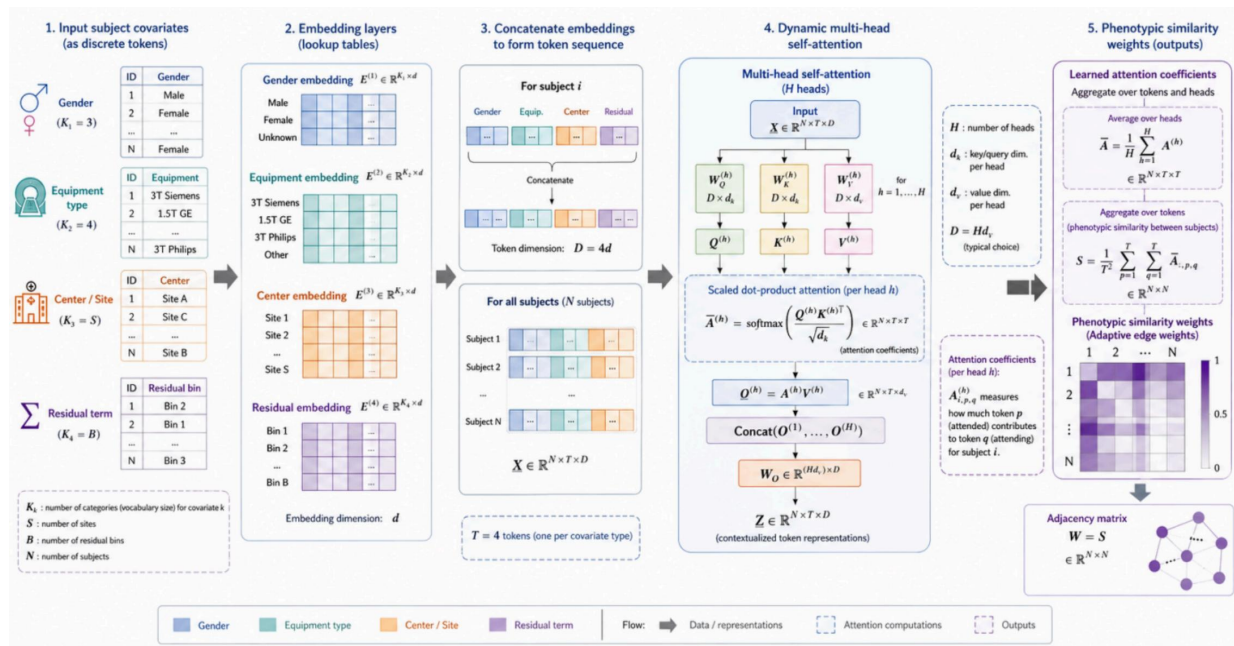 1. Input subject covariates
(as discrete tokens)
Gender
(K₁ = 3)
ID Gender
1 Male
2 Female
... ...
N Female
Equipment
type
(K₂ = 4)
ID Equipment
1 3T Siemens
2 1.5T GE
... ...
N 3T Philips
Center / Site
(K₃ = S)
ID Center
1 Site A
2 Site C
... ...
N Site B
Σ Residual term
(K₄ = B)
ID Residual bin
1 Bin 2
2 Bin 1
... ...
N Bin 3
Kₖ : number of categories (vocabulary size) for covariate k
S : number of sites
B : number of residual bins
N : number of subjects
2. Embedding layers
(lookup tables)
Gender embedding E⁽¹⁾ ∈ ℝ^{K₁×d}
Male
Female ...
Unknown ...
Equipment embedding E⁽²⁾ ∈ ℝ^{K₂×d}
3T Siemens
1.5T GE ...
3T Philips ...
Other ...
Center embedding E⁽³⁾ ∈ ℝ^{K₃×d}
Site 1
Site 2 ...
... ...
Site S ...
Residual embedding E⁽⁴⁾ ∈ ℝ^{K₄×d}
Bin 1
Bin 2 ...
... ...
Bin B ...
Embedding dimension: d
3. Concatenate embeddings
to form token sequence
For subject i
Gender Equip. Center Residual
... ... ... ...
Concatenate
... ... ... ...
Token dimension: D = 4d
For all subjects (N subjects)
Subject 1 ... ... ...
Subject 2 ... ... ...
... ...
Subject N ... ... ...
X ∈ ℝ^{N×T×D}
T = 4 tokens (one per covariate type)
4. Dynamic multi-head
self-attention
Multi-head self-attention
(H heads)
Input
X ∈ ℝ^{N×T×D}
W_Q^{(h)} W_K^{(h)} W_V^{(h)}
D × d_k D × d_k D × d_v
for
h = 1, ..., H
Q^{(h)} K^{(h)} V^{(h)}
Scaled dot-product attention (per head h)
A̅^{(h)} = softmax(Q^{(h)}K^{(h)T} / √d_k) ∈ ℝ^{N×T×T}
(attention coefficients)
Q^{(h)} = A^{(h)}V^{(h)} ∈ ℝ^{N×T×d_v}
Concat(O^{(1)}, ..., O^{(H)})
W_O ∈ ℝ^{(Hd_v)×D}
Z ∈ ℝ^{N×T×D}
(contextualized token representations)
H : number of heads
d_k : key/query dim.
per head
d_v : value dim.
per head
D = Hd_v
(typical choice)
Attention coefficients
(per head h):
A_{i,p,q}^{(h)} measures
how much token p
(attended) contributes
to token q (attending)
for subject i.
5. Phenotypic similarity
weights (outputs)
Learned attention coefficients
Aggregate over tokens and heads
Average over heads
A̅ = 1/H Σ_{h=1}^{H} A^{(h)}
∈ ℝ^{N×T×T}
Aggregate over tokens
(phenotypic similarity between subjects)
S = 1/T² Σ_{p=1}^{T} Σ_{q=1}^{T} A̅_{:,p,q}
∈ ℝ^{N×N}
Phenotypic similarity weights
(Adaptive edge weights)
1 2 ... N
1
2
⋮
N
1
0.5
0
Adjacency matrix
W = S
∈ ℝ^{N×N}
....
....
Gender Equipment type Center / Site Residual term Flow: Data / representations Attention computations Outputs